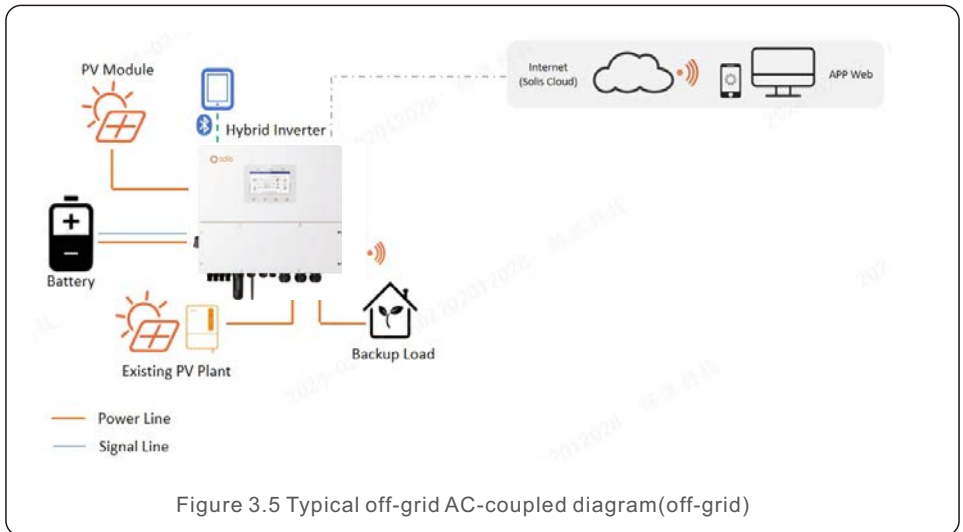 PV Module
Internet
(Solis Cloud)
APP Web
Hybrid Inverter
solis
Battery
Existing PV Plant
Backup Load
Power Line
Signal Line
Figure 3.5 Typical off-grid AC-coupled diagram(off-grid)